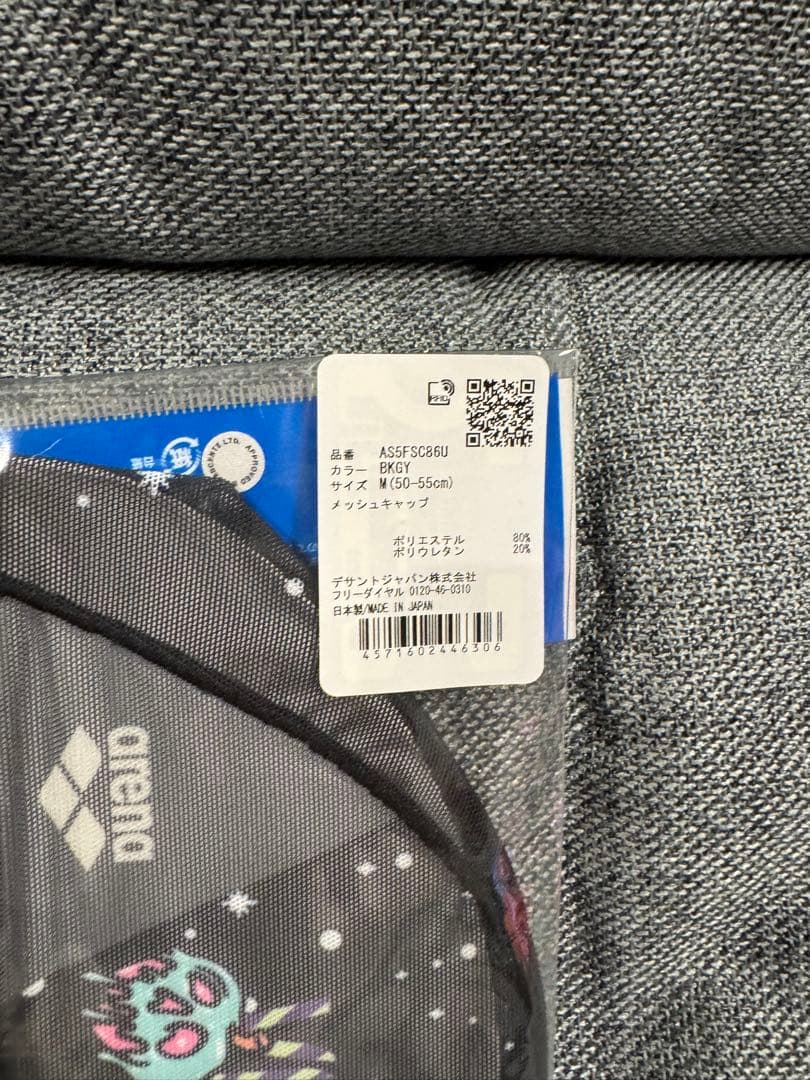 RFID
品番 AS5FSC86U
カラー BKGY
サイズ M(50-55cm)
メッシュキャップ
ポリエステル 80%
ポリウレタン 20%
デサントジャパン株式会社
フリーダイヤル 0120-46-0310
日本製/MADE IN JAPAN
4571602446306
紙
APPROVED
arena